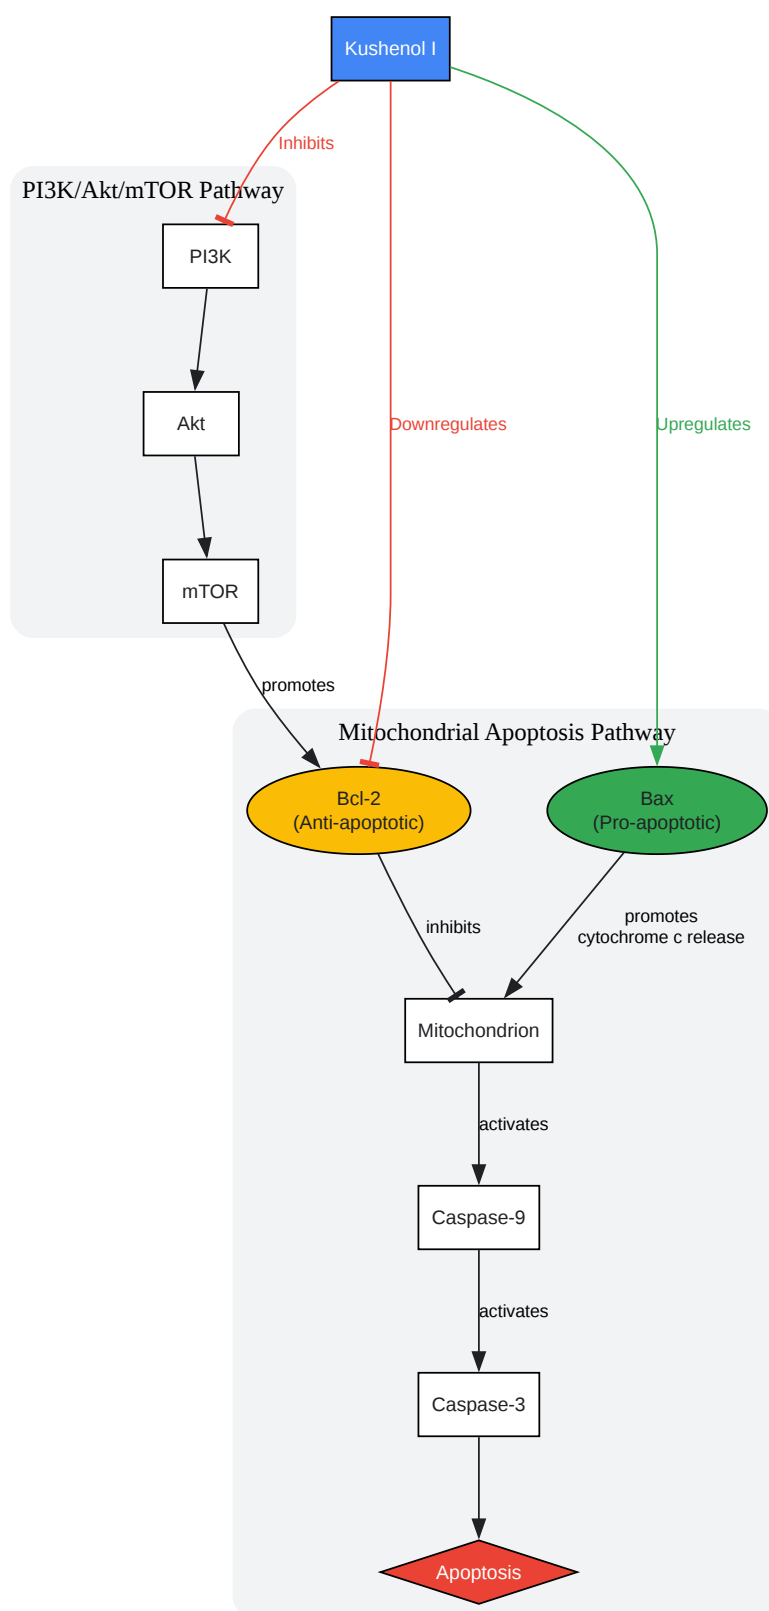 Kushenol I
Inhibits
PI3K/Akt/mTOR Pathway
PI3K
Akt
Downregulates
Upregulates
mTOR
promotes
Mitochondrial Apoptosis Pathway
Bcl-2
(Anti-apoptotic)
Bax
(Pro-apoptotic)
inhibits
promotes
cytochrome c release
Mitochondrion
activates
Caspase-9
activates
Caspase-3
Apoptosis